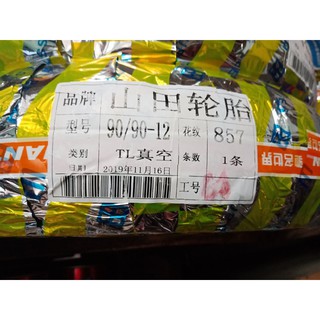 品牌 山田轮胎
型号 90/90-12 花纹 857
类别 TL真空 条数 1条
日期 2019年11月16日 工号